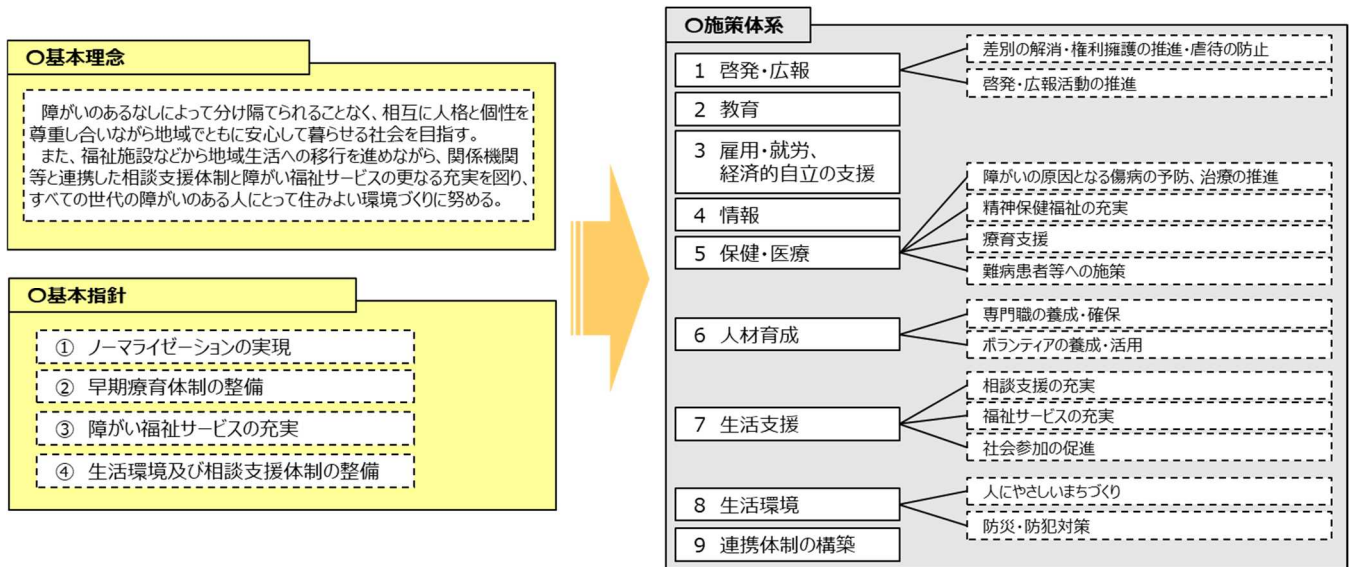 〇基本理念
障がいのあるなしによって分け隔てられることなく、相互に人格と個性を
尊重し合いながら地域でともに安心して暮らせる社会を目指す。
また、福祉施設などから地域生活への移行を進めながら、関係機関
等と連携した相談支援体制と障がい福祉サービスの更なる充実を図り、
すべての世代の障がいのある人にとって住みよい環境づくりに努める。
〇基本指針
① ノーマライゼーションの実現
② 早期療育体制の整備
③ 障がい福祉サービスの充実
④ 生活環境及び相談支援体制の整備
〇施策体系
1 啓発・広報
差別の解消・権利擁護の推進・虐待の防止
啓発・広報活動の推進
2 教育
3 雇用・就労、
経済的自立の支援
4 情報
5 保健・医療
障がいの原因となる傷病の予防、治療の推進
精神保健福祉の充実
療育支援
難病患者等への施策
6 人材育成
専門職の養成・確保
ボランティアの養成・活用
7 生活支援
相談支援の充実
福祉サービスの充実
社会参加の促進
8 生活環境
人にやさしいまちづくり
防災・防犯対策
9 連携体制の構築